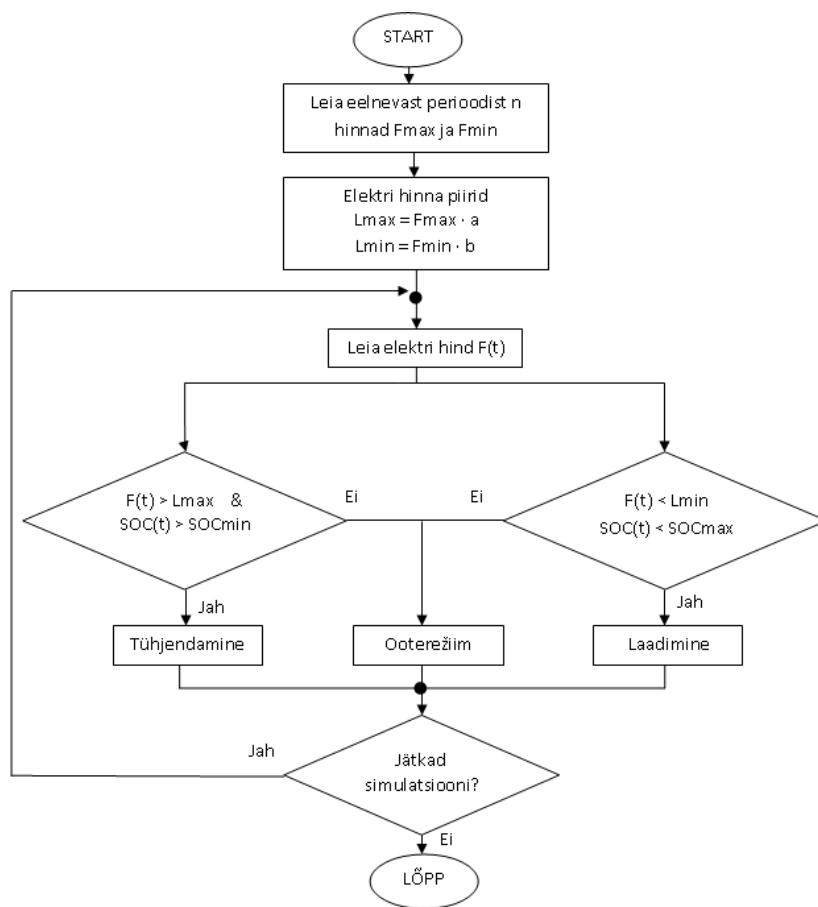 START
Leia eelnevast perioodist n
hinnad Fmax ja Fmin
Elektri hinna piirid
Lmax = Fmax · a
Lmin = Fmin · b
Leia elektri hind F(t)
F(t) > Lmax &
SOC(t) > SOCmin
Ei
Ei
F(t) < Lmin
SOC(t) < SOCmax
Jah
Jah
Tühjendamine
Ooterežiim
Laadimine
Jah
Jätkad
simulatsiooni?
Ei
LÕPP